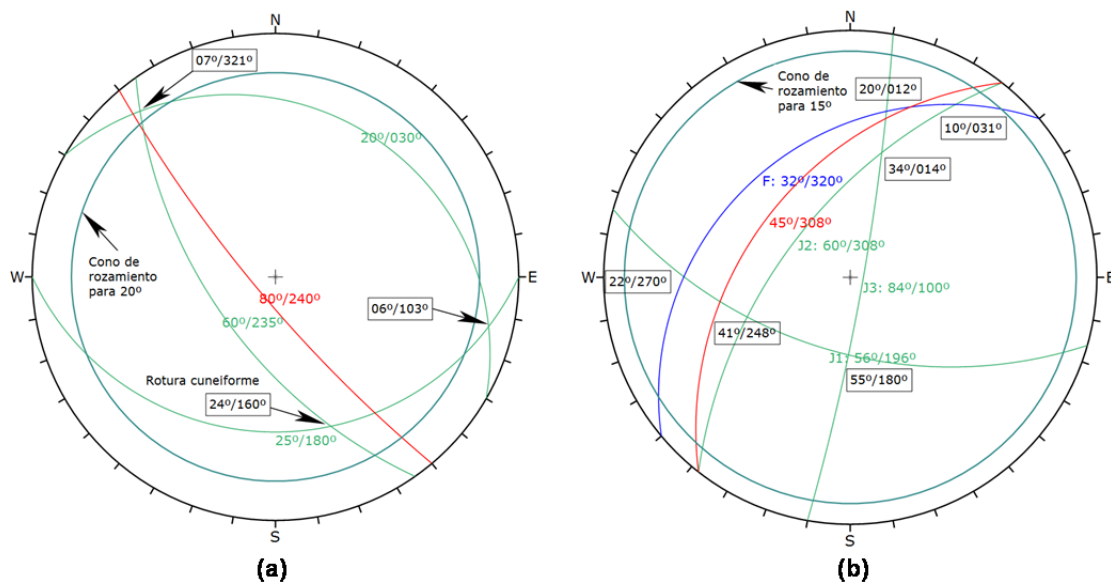 N
07º/321º
20º/030º
Cono de
rozamiento
para 20º
W
E
80º/240º
60º/235º
06º/103º
Rotura cuneiforme
24º/160º
25º/180º
S
(a)
N
Cono de
rozamiento
para 15º
20º/012º
10º/031º
34º/014º
F: 32º/320º
45º/308º
J2: 60º/308º
W
E
22º/270º
J3: 84º/100º
41º/248º
J1: 56º/196º
55º/180º
S
(b)